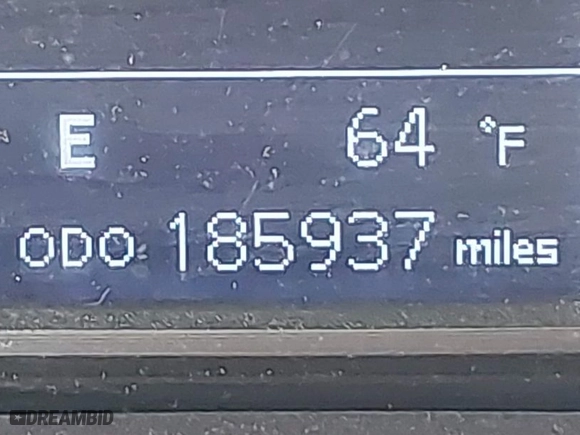 E 64 °F
ODO 185937 miles
DREAMBID